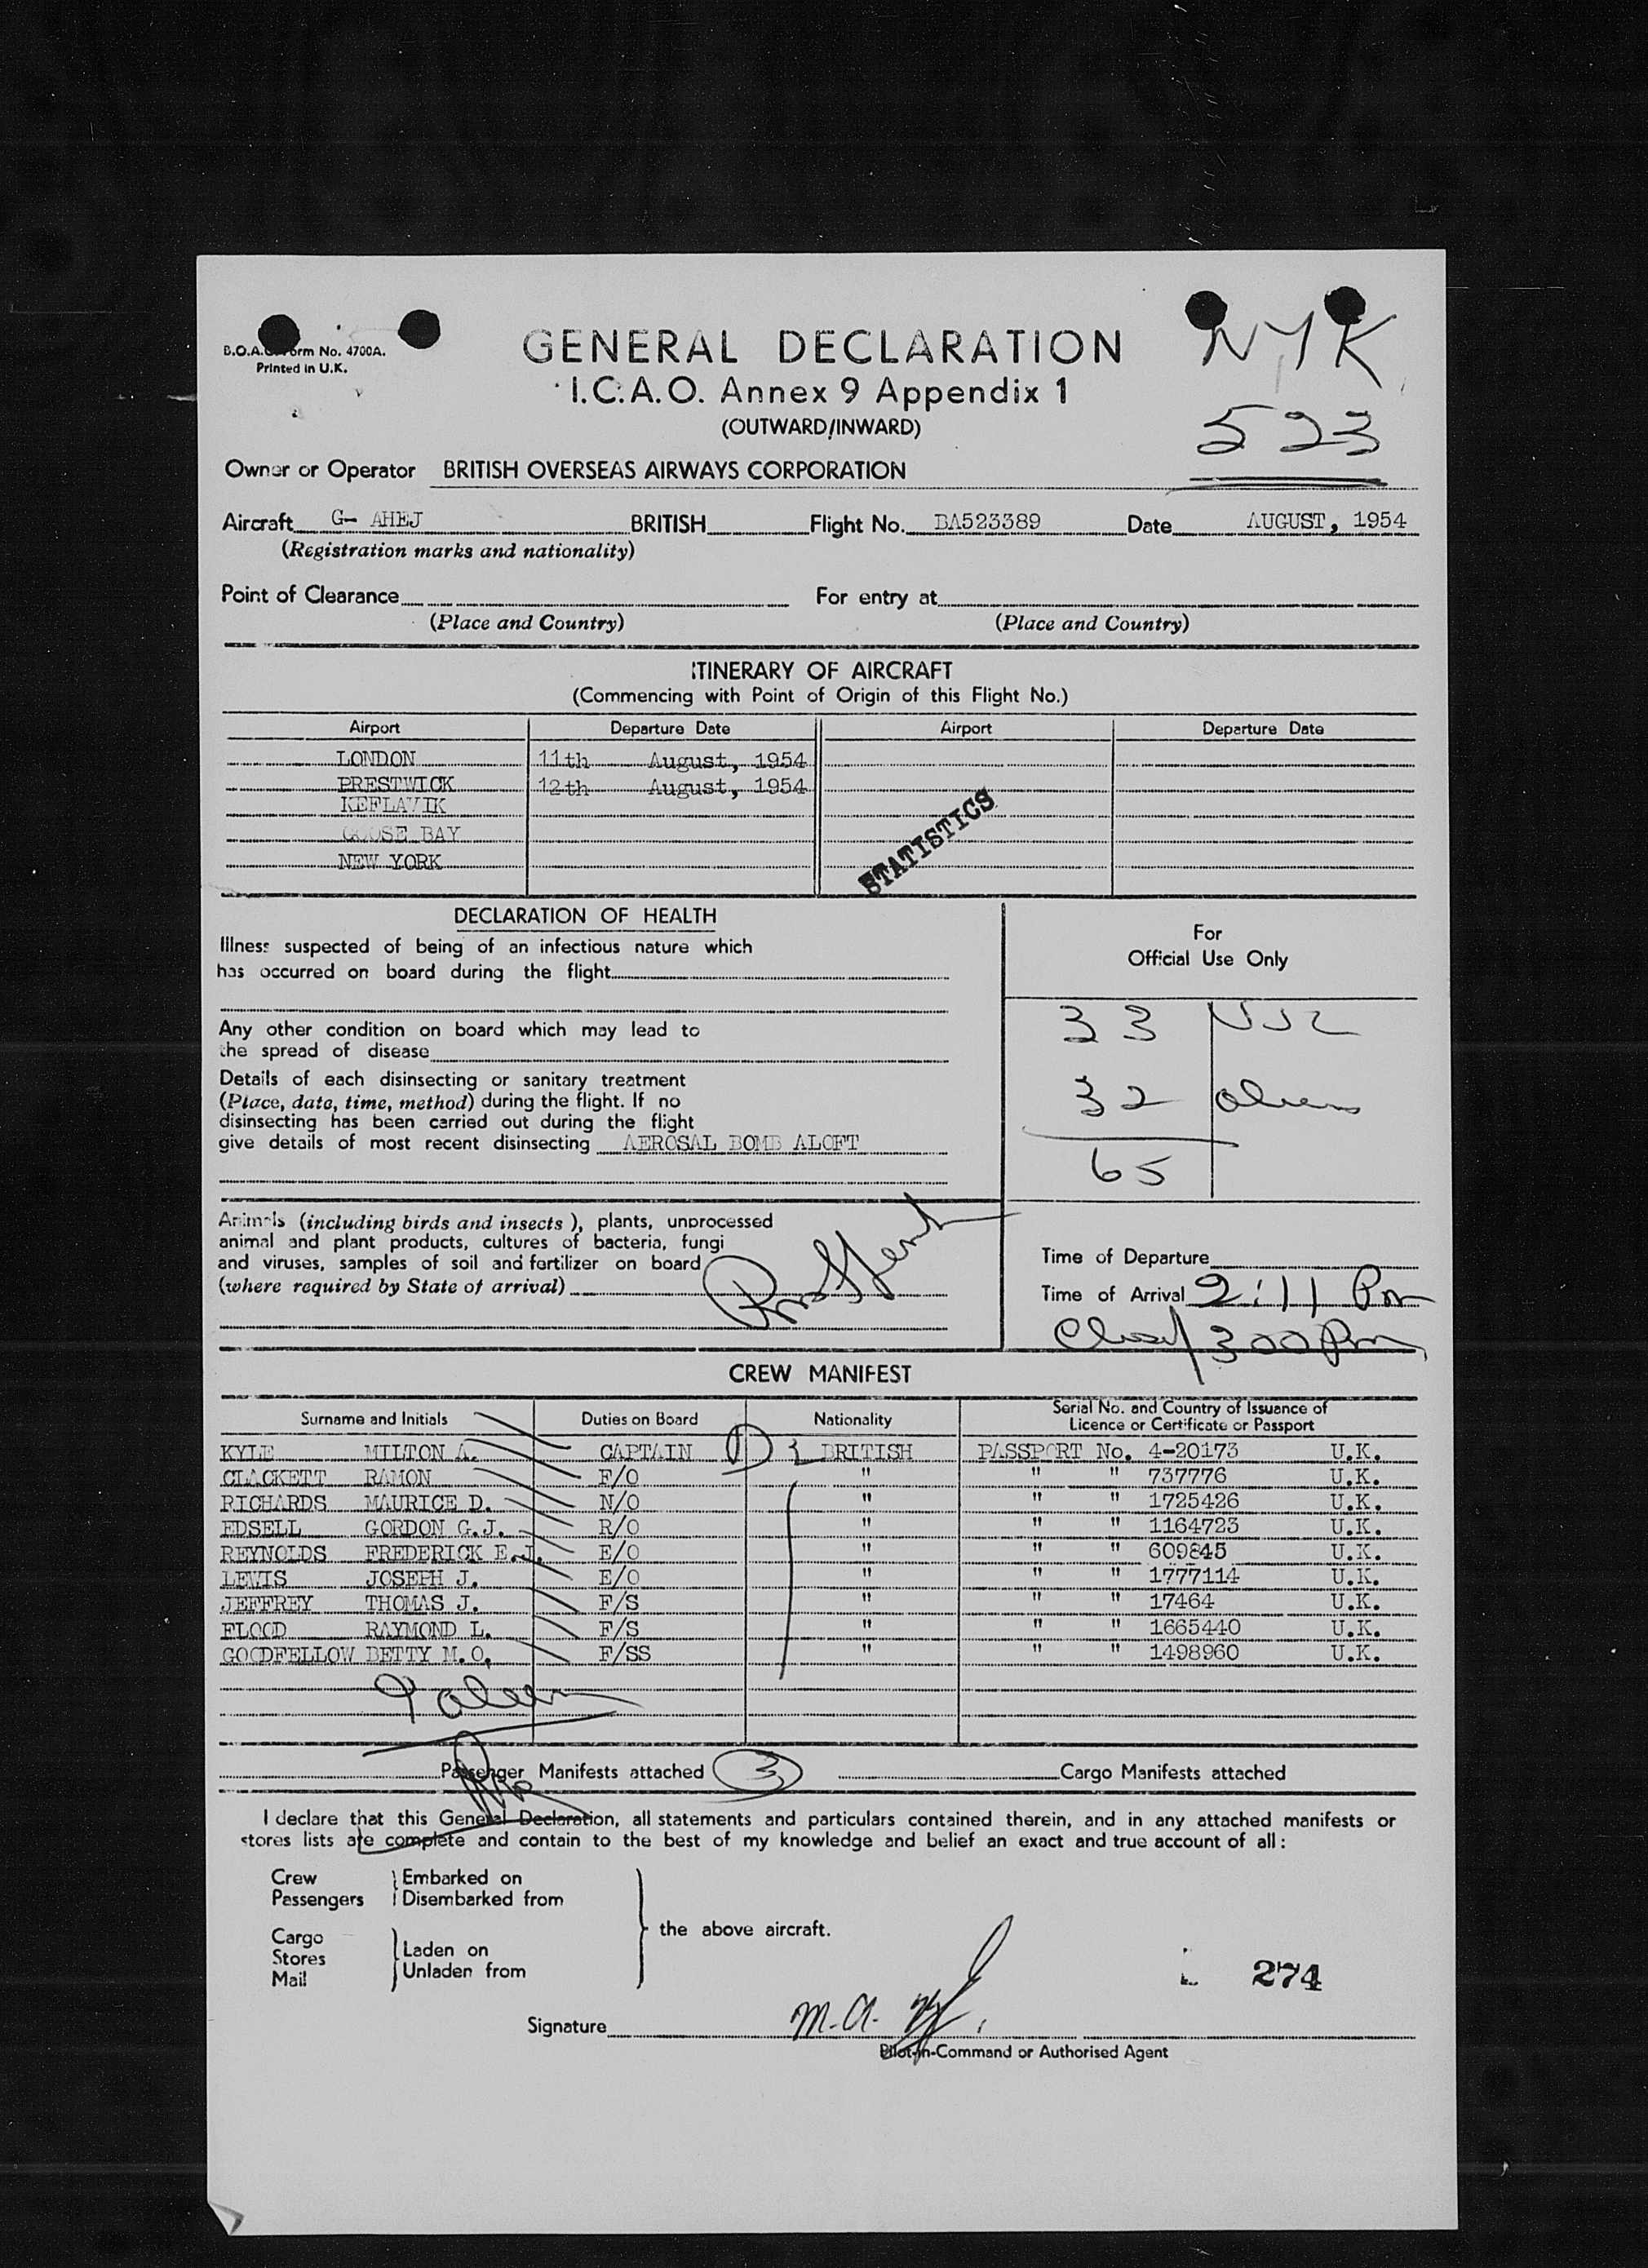 B.O.A.C. Form No. 4700A.
Printed in U.K.
GENERAL DECLARATION
I.C.A.O. Annex 9 Appendix 1
(OUTWARD/INWARD)
NYK
523
Owner or Operator BRITISH OVERSEAS AIRWAYS CORPORATION
Aircraft G- AHEJ BRITISH Flight No. BA523389 Date AUGUST, 1954
(Registration marks and nationality)
Point of Clearance For entry at
(Place and Country) (Place and Country)
ITINERARY OF AIRCRAFT
(Commencing with Point of Origin of this Flight No.)
Airport Departure Date Airport Departure Date
LONDON 11th August, 1954
PRESTWICK 12th August, 1954
KEFLAVIK
GOOSE BAY
NEW YORK
STATISTICS
DECLARATION OF HEALTH
Illness suspected of being of an infectious nature which
has occurred on board during the flight
Any other condition on board which may lead to
the spread of disease
Details of each disinsecting or sanitary treatment
(Place, date, time, method) during the flight. If no
disinsecting has been carried out during the flight
give details of most recent disinsecting AEROSAL BOMB ALOFT
For
Official Use Only
33 USC
32 aliens
65
Animals (including birds and insects), plants, unprocessed
animal and plant products, cultures of bacteria, fungi
and viruses, samples of soil and fertilizer on board
(where required by State of arrival)
Time of Departure
Time of Arrival 2:11 Pm
300 Pm
CREW MANIFEST
Surname and Initials Duties on Board Nationality Serial No. and Country of Issuance of
Licence or Certificate or Passport
KYLE MILTON A. CAPTAIN D1 BRITISH PASSPORT No. 4-20173 U.K.
CLACKETT RAMON F/O " " " 737776 U.K.
RICHARDS MAURICE D. N/O " " " 1725426 U.K.
EDSELL GORDON G.J. R/O " " " 1164723 U.K.
REYNOLDS FREDERICK E.J. E/O " " " 609845 U.K.
LEWIS JOSEPH J. E/O " " " 1777114 U.K.
JEFFREY THOMAS J. F/S " " " 17464 U.K.
FLOOD RAYMOND L. F/S " " " 1665440 U.K.
GOODFELLOW BETTY M.O. F/SS " " " 1498960 U.K.
9 aliens
Passenger Manifests attached 3 Cargo Manifests attached
I declare that this General Declaration, all statements and particulars contained therein, and in any attached manifests or
stores lists are complete and contain to the best of my knowledge and belief an exact and true account of all:
Crew Embarked on
Passengers Disembarked from
the above aircraft.
Cargo
Stores Laden on
Mail Unladen from
274
Signature M.A.
Pilot-in-Command or Authorised Agent